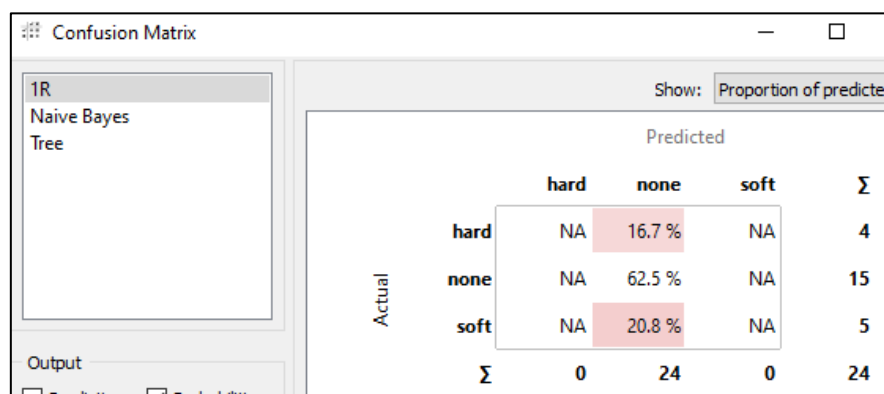 Confusion Matrix
1R
Naive Bayes
Tree
Show: Proportion of predicte
Predicted
hard none soft Σ
hard NA 16.7 % NA 4
none NA 62.5 % NA 15
soft NA 20.8 % NA 5
Σ 0 24 0 24
Actual
Output